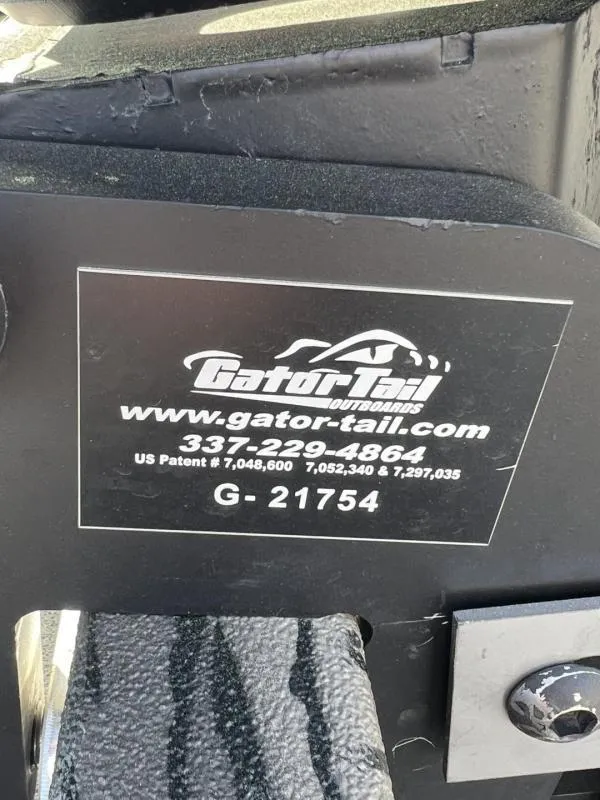 GatorTail
OUTBOARDS
www.gator-tail.com
337-229-4864
US Patent # 7,048,600 7,052,340 & 7,297,035
G- 21754